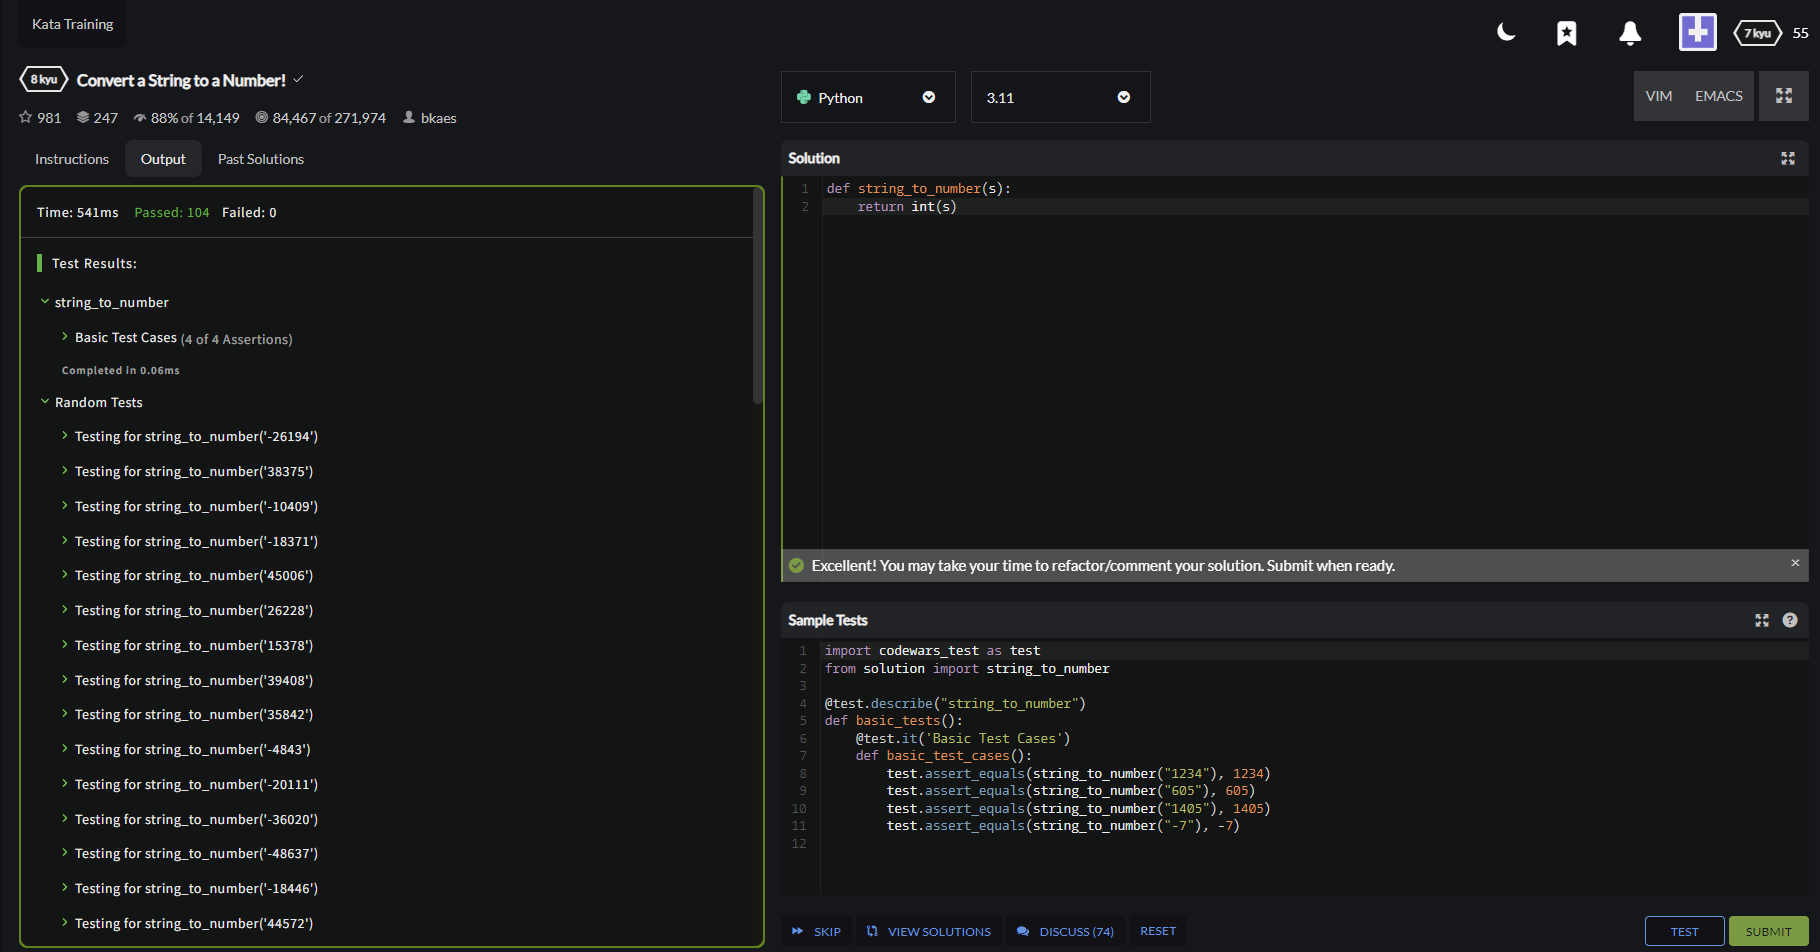 Kata Training
7 kyu 55
8 kyu Convert a String to a Number!
981 247 88% of 14,149 84,467 of 271,974 bkaes
Instructions Output Past Solutions
Time: 541ms Passed: 104 Failed: 0
Test Results:
string_to_number
Basic Test Cases (4 of 4 Assertions)
Completed in 0.06ms
Random Tests
Testing for string_to_number('-26194')
Testing for string_to_number('38375')
Testing for string_to_number('-10409')
Testing for string_to_number('-18371')
Testing for string_to_number('45006')
Testing for string_to_number('26228')
Testing for string_to_number('15378')
Testing for string_to_number('39408')
Testing for string_to_number('35842')
Testing for string_to_number('-4843')
Testing for string_to_number('-20111')
Testing for string_to_number('-36020')
Testing for string_to_number('-48637')
Testing for string_to_number('-18446')
Testing for string_to_number('44572')
Python 3.11 VIM EMACS
Solution
1 def string_to_number(s):
2     return int(s)
Excellent! You may take your time to refactor/comment your solution. Submit when ready. ×
Sample Tests ?
1 import codewars_test as test
2 from solution import string_to_number
3
4 @test.describe("string_to_number")
5 def basic_tests():
6     @test.it('Basic Test Cases')
7     def basic_test_cases():
8         test.assert_equals(string_to_number("1234"), 1234)
9         test.assert_equals(string_to_number("605"), 605)
10         test.assert_equals(string_to_number("1405"), 1405)
11         test.assert_equals(string_to_number("-7"), -7)
12
SKIP VIEW SOLUTIONS DISCUSS (74) RESET TEST SUBMIT